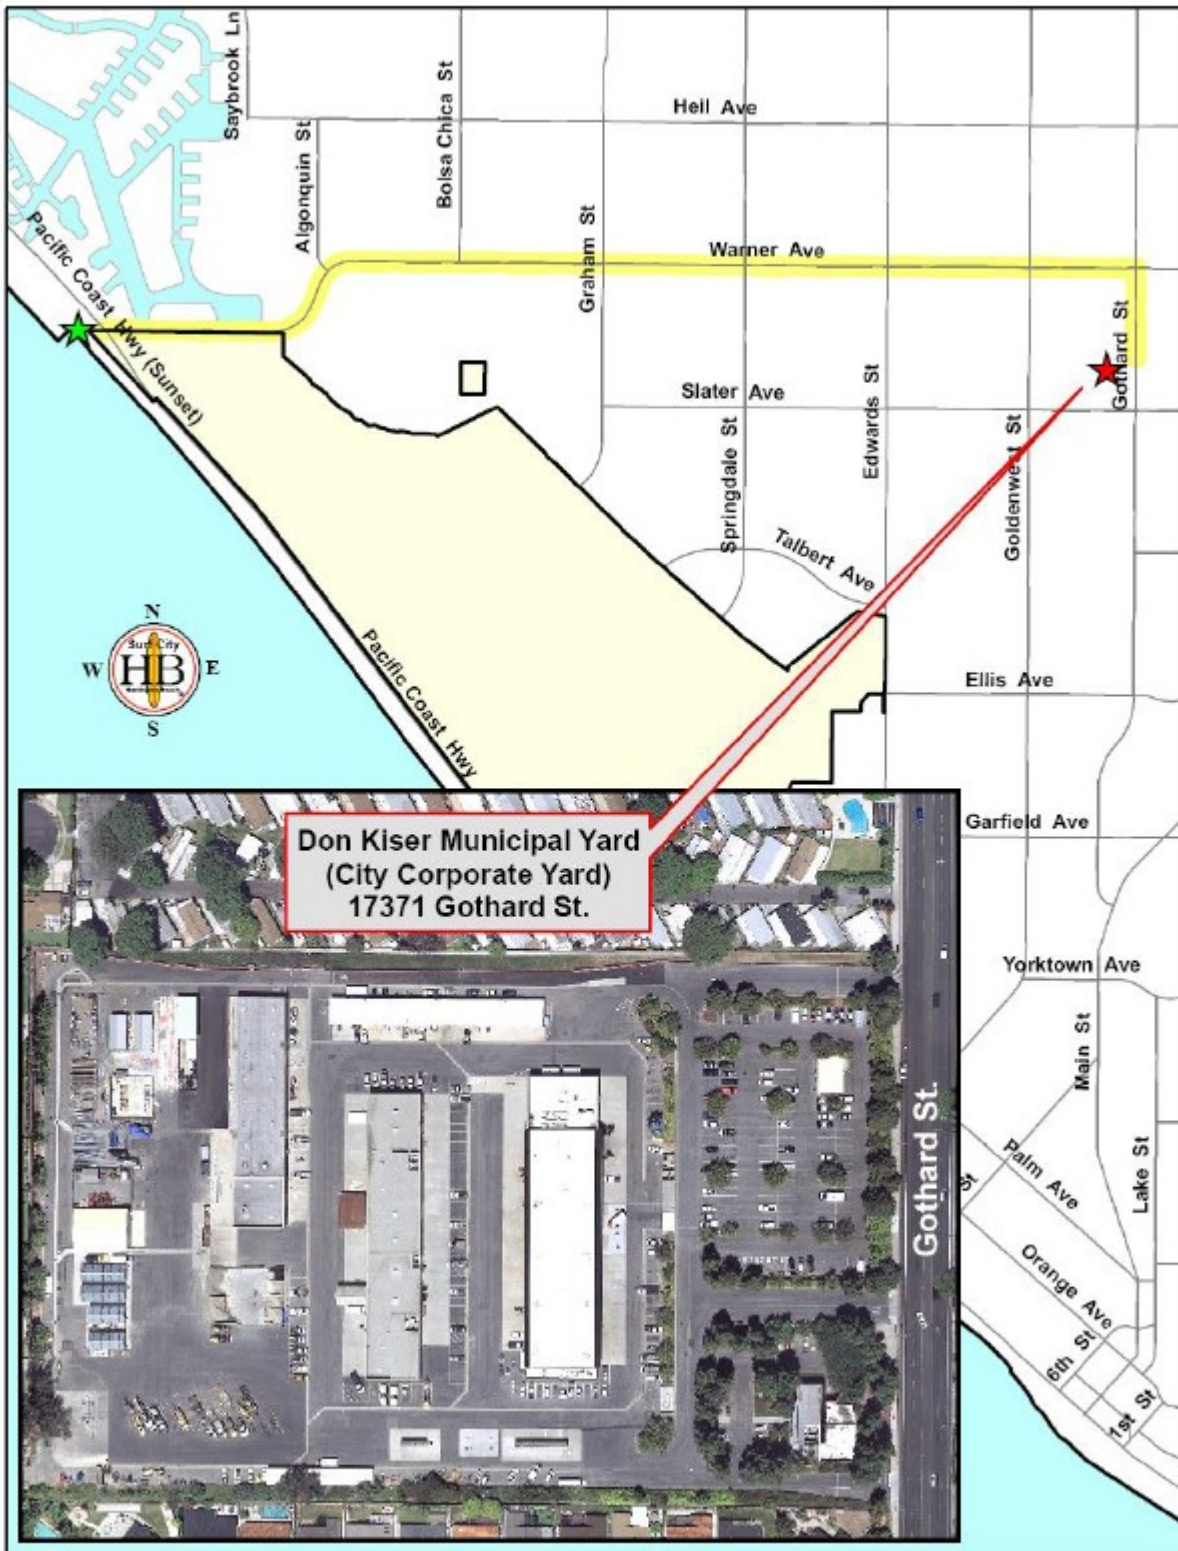 Saybrook Ln
Algonquin St
Bolsa Chica St
Heil Ave
Graham St
Warner Ave
Pacific Coast Hwy (Sunset)
Gothard St
Slater Ave
Springdale St
Edwards St
Goldenwest St
Talbert Ave
N
W
E
S
Surf City
HB
Pacific Coast Hwy
Ellis Ave
Don Kiser Municipal Yard
(City Corporate Yard)
17371 Gothard St.
Garfield Ave
Yorktown Ave
Main St
Gothard St.
Lake St
Palm Ave
St
Orange Ave
6th St
1st St